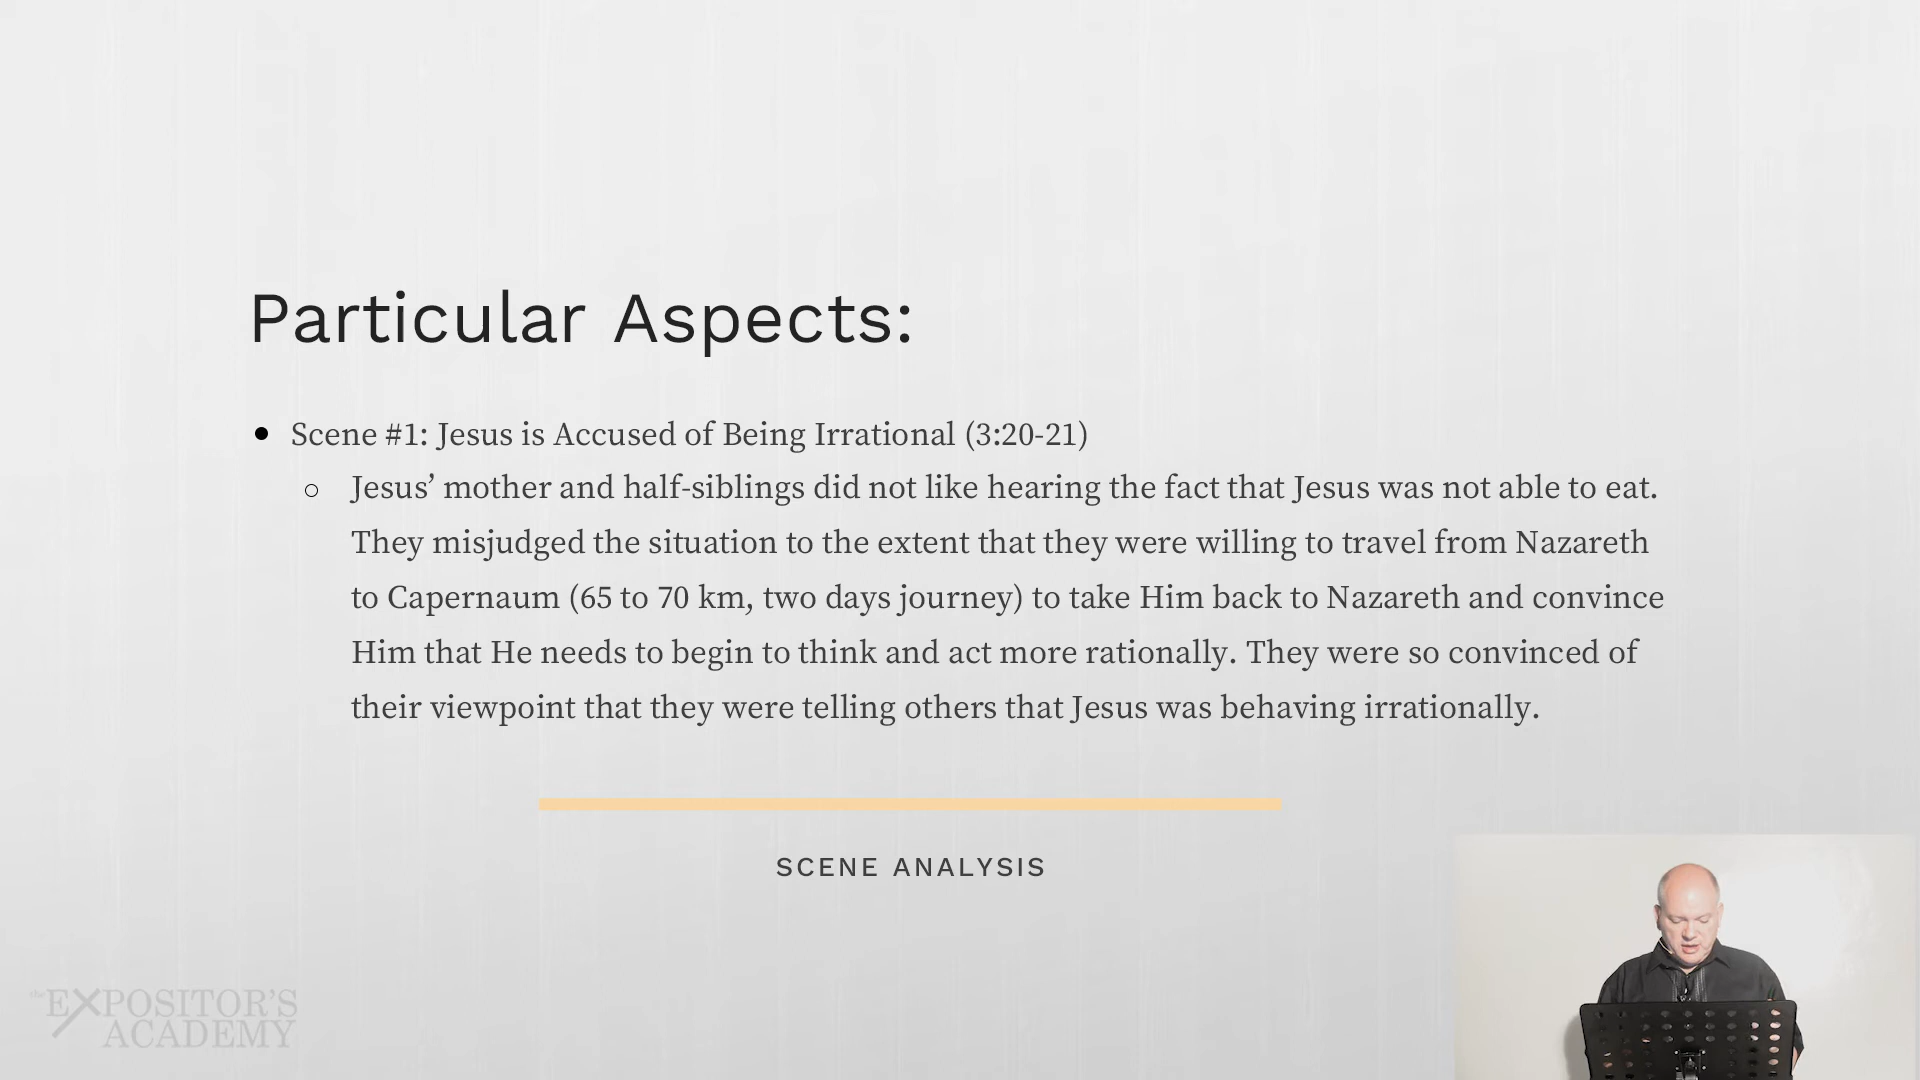 Particular Aspects:
● Scene #1: Jesus is Accused of Being Irrational (3:20-21)
○ Jesus’ mother and half-siblings did not like hearing the fact that Jesus was not able to eat.
They misjudged the situation to the extent that they were willing to travel from Nazareth
to Capernaum (65 to 70 km, two days journey) to take Him back to Nazareth and convince
Him that He needs to begin to think and act more rationally. They were so convinced of
their viewpoint that they were telling others that Jesus was behaving irrationally.
SCENE ANALYSIS
the EXPOSITOR'S
ACADEMY